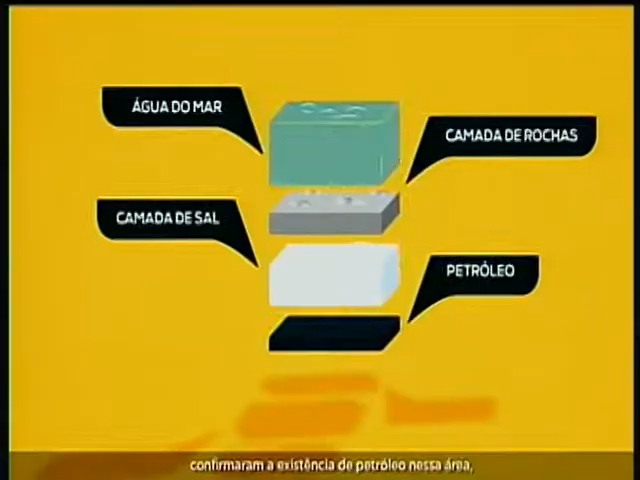 ÁGUA DO MAR
CAMADA DE ROCHAS
CAMADA DE SAL
PETRÓLEO
confirmaram a existência de petróleo nessa área,